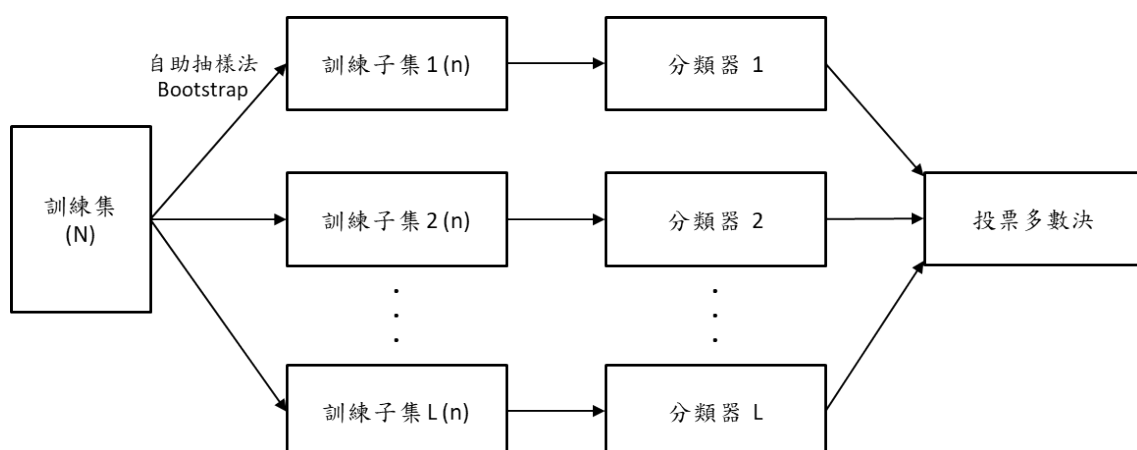 自助抽樣法
Bootstrap
訓練集
(N)
訓練子集1(n)
分類器 1
訓練子集2(n)
分類器 2
投票多數決
訓練子集L(n)
分類器 L